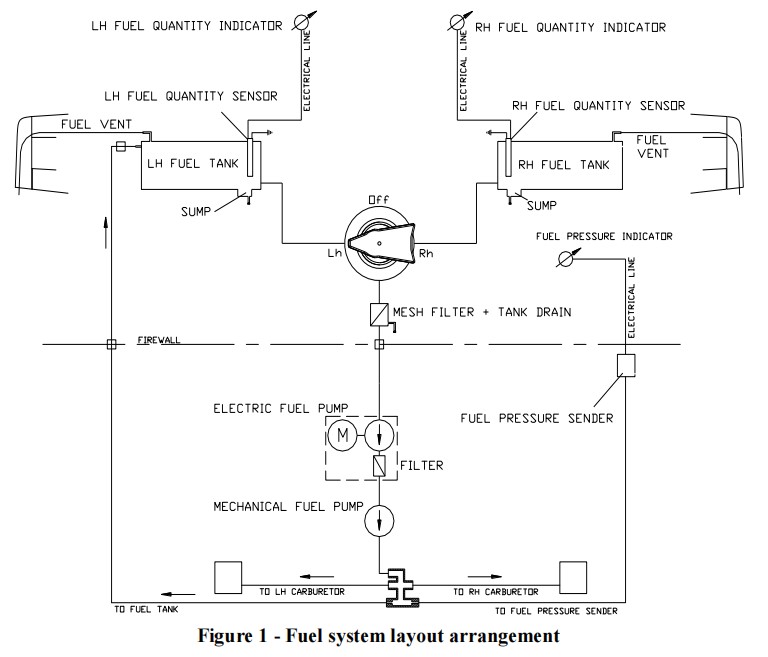 LH FUEL QUANTITY INDICATOR
RH FUEL QUANTITY INDICATOR
ELECTRICAL LINE
ELECTRICAL LINE
LH FUEL QUANTITY SENSOR
RH FUEL QUANTITY SENSOR
FUEL VENT
FUEL
VENT
LH FUEL TANK
RH FUEL TANK
SUMP
SUMP
Off
Lh
Rh
FUEL PRESSURE INDICATOR
ELECTRICAL LINE
MESH FILTER + TANK DRAIN
FIREWALL
FUEL PRESSURE SENDER
ELECTRIC FUEL PUMP
M
FILTER
MECHANICAL FUEL PUMP
TO LH CARBURETOR
TO RH CARBURETOR
TO FUEL TANK
TO FUEL PRESSURE SENDER
Figure 1 - Fuel system layout arrangement